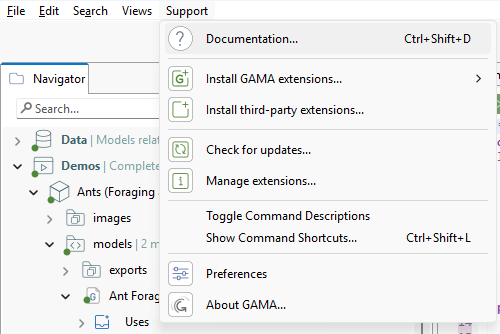 File Edit Search Views Support
Documentation... Ctrl+Shift+D
Install GAMA extensions...
Install third-party extensions...
Check for updates...
Manage extensions...
Toggle Command Descriptions
Show Command Shortcuts... Ctrl+Shift+L
Preferences
About GAMA...
Navigator
Search...
Data | Models rela
Demos | Complete
Ants (Foraging
images
models | 2 m
exports
Ant Forag
Uses